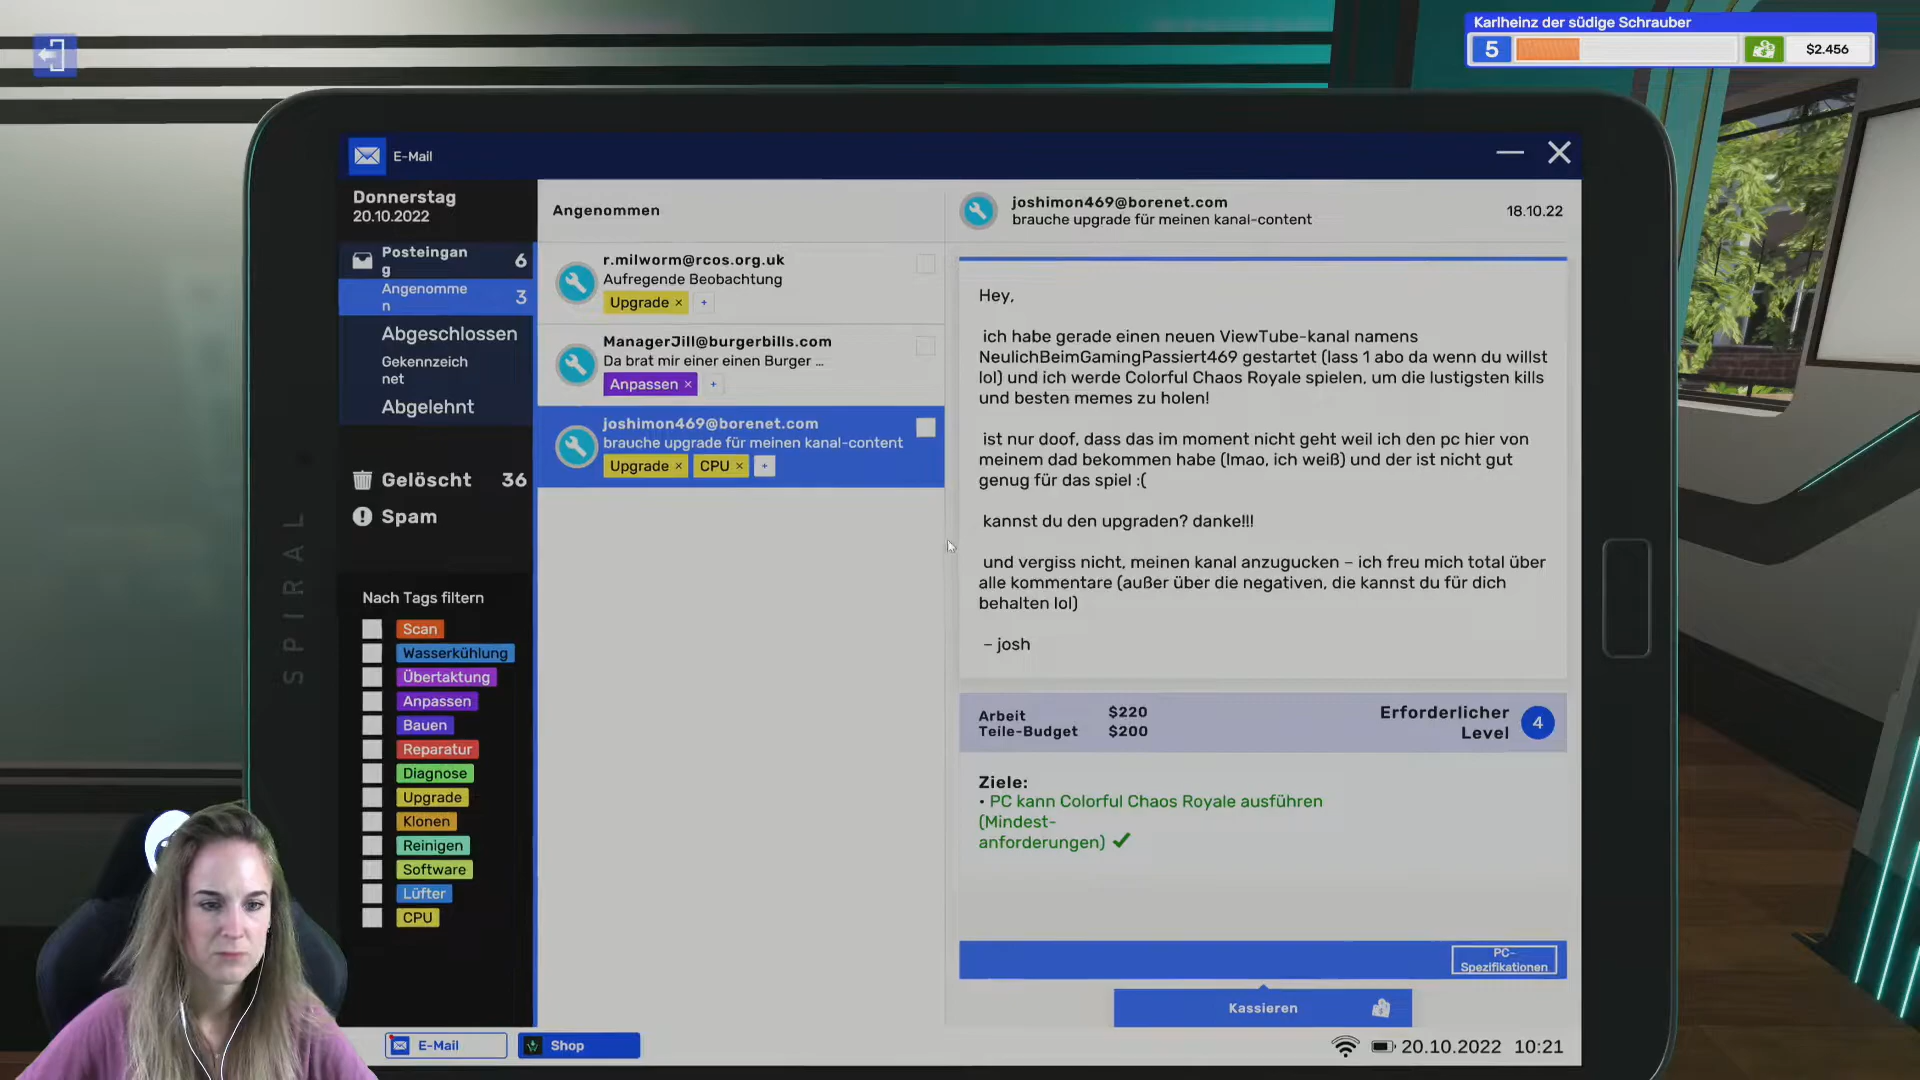 Karlheinz der südige Schrauber
5
$2.456
E-Mail
Donnerstag
20.10.2022
Posteingan
g
6
Angenomme
n
3
Abgeschlossen
Gekennzeich
net
Abgelehnt
Gelöscht
36
Spam
Nach Tags filtern
Scan
Wasserkühlung
Übertaktung
Anpassen
Bauen
Reparatur
Diagnose
Upgrade
Klonen
Reinigen
Software
Lüfter
CPU
SPIRAL
Angenommen
r.milworm@rcos.org.uk
Aufregende Beobachtung
Upgrade × +
ManagerJill@burgerbills.com
Da brat mir einer einen Burger ...
Anpassen × +
joshimon469@borenet.com
brauche upgrade für meinen kanal-content
Upgrade × CPU × +
joshimon469@borenet.com
brauche upgrade für meinen kanal-content
18.10.22
Hey,
ich habe gerade einen neuen ViewTube-kanal namens
NeulichBeimGamingPassiert469 gestartet (lass 1 abo da wenn du willst
lol) und ich werde Colorful Chaos Royale spielen, um die lustigsten kills
und besten memes zu holen!
ist nur doof, dass das im moment nicht geht weil ich den pc hier von
meinem dad bekommen habe (lmao, ich weiß) und der ist nicht gut
genug für das spiel :(
kannst du den upgraden? danke!!!
und vergiss nicht, meinen kanal anzugucken – ich freu mich total über
alle kommentare (außer über die negativen, die kannst du für dich
behalten lol)
– josh
Arbeit $220
Teile-Budget $200
Erforderlicher
Level
4
Ziele:
• PC kann Colorful Chaos Royale ausführen
(Mindest-
anforderungen)
PC-
Spezifikationen
Kassieren
E-Mail
Shop
20.10.2022 10:21